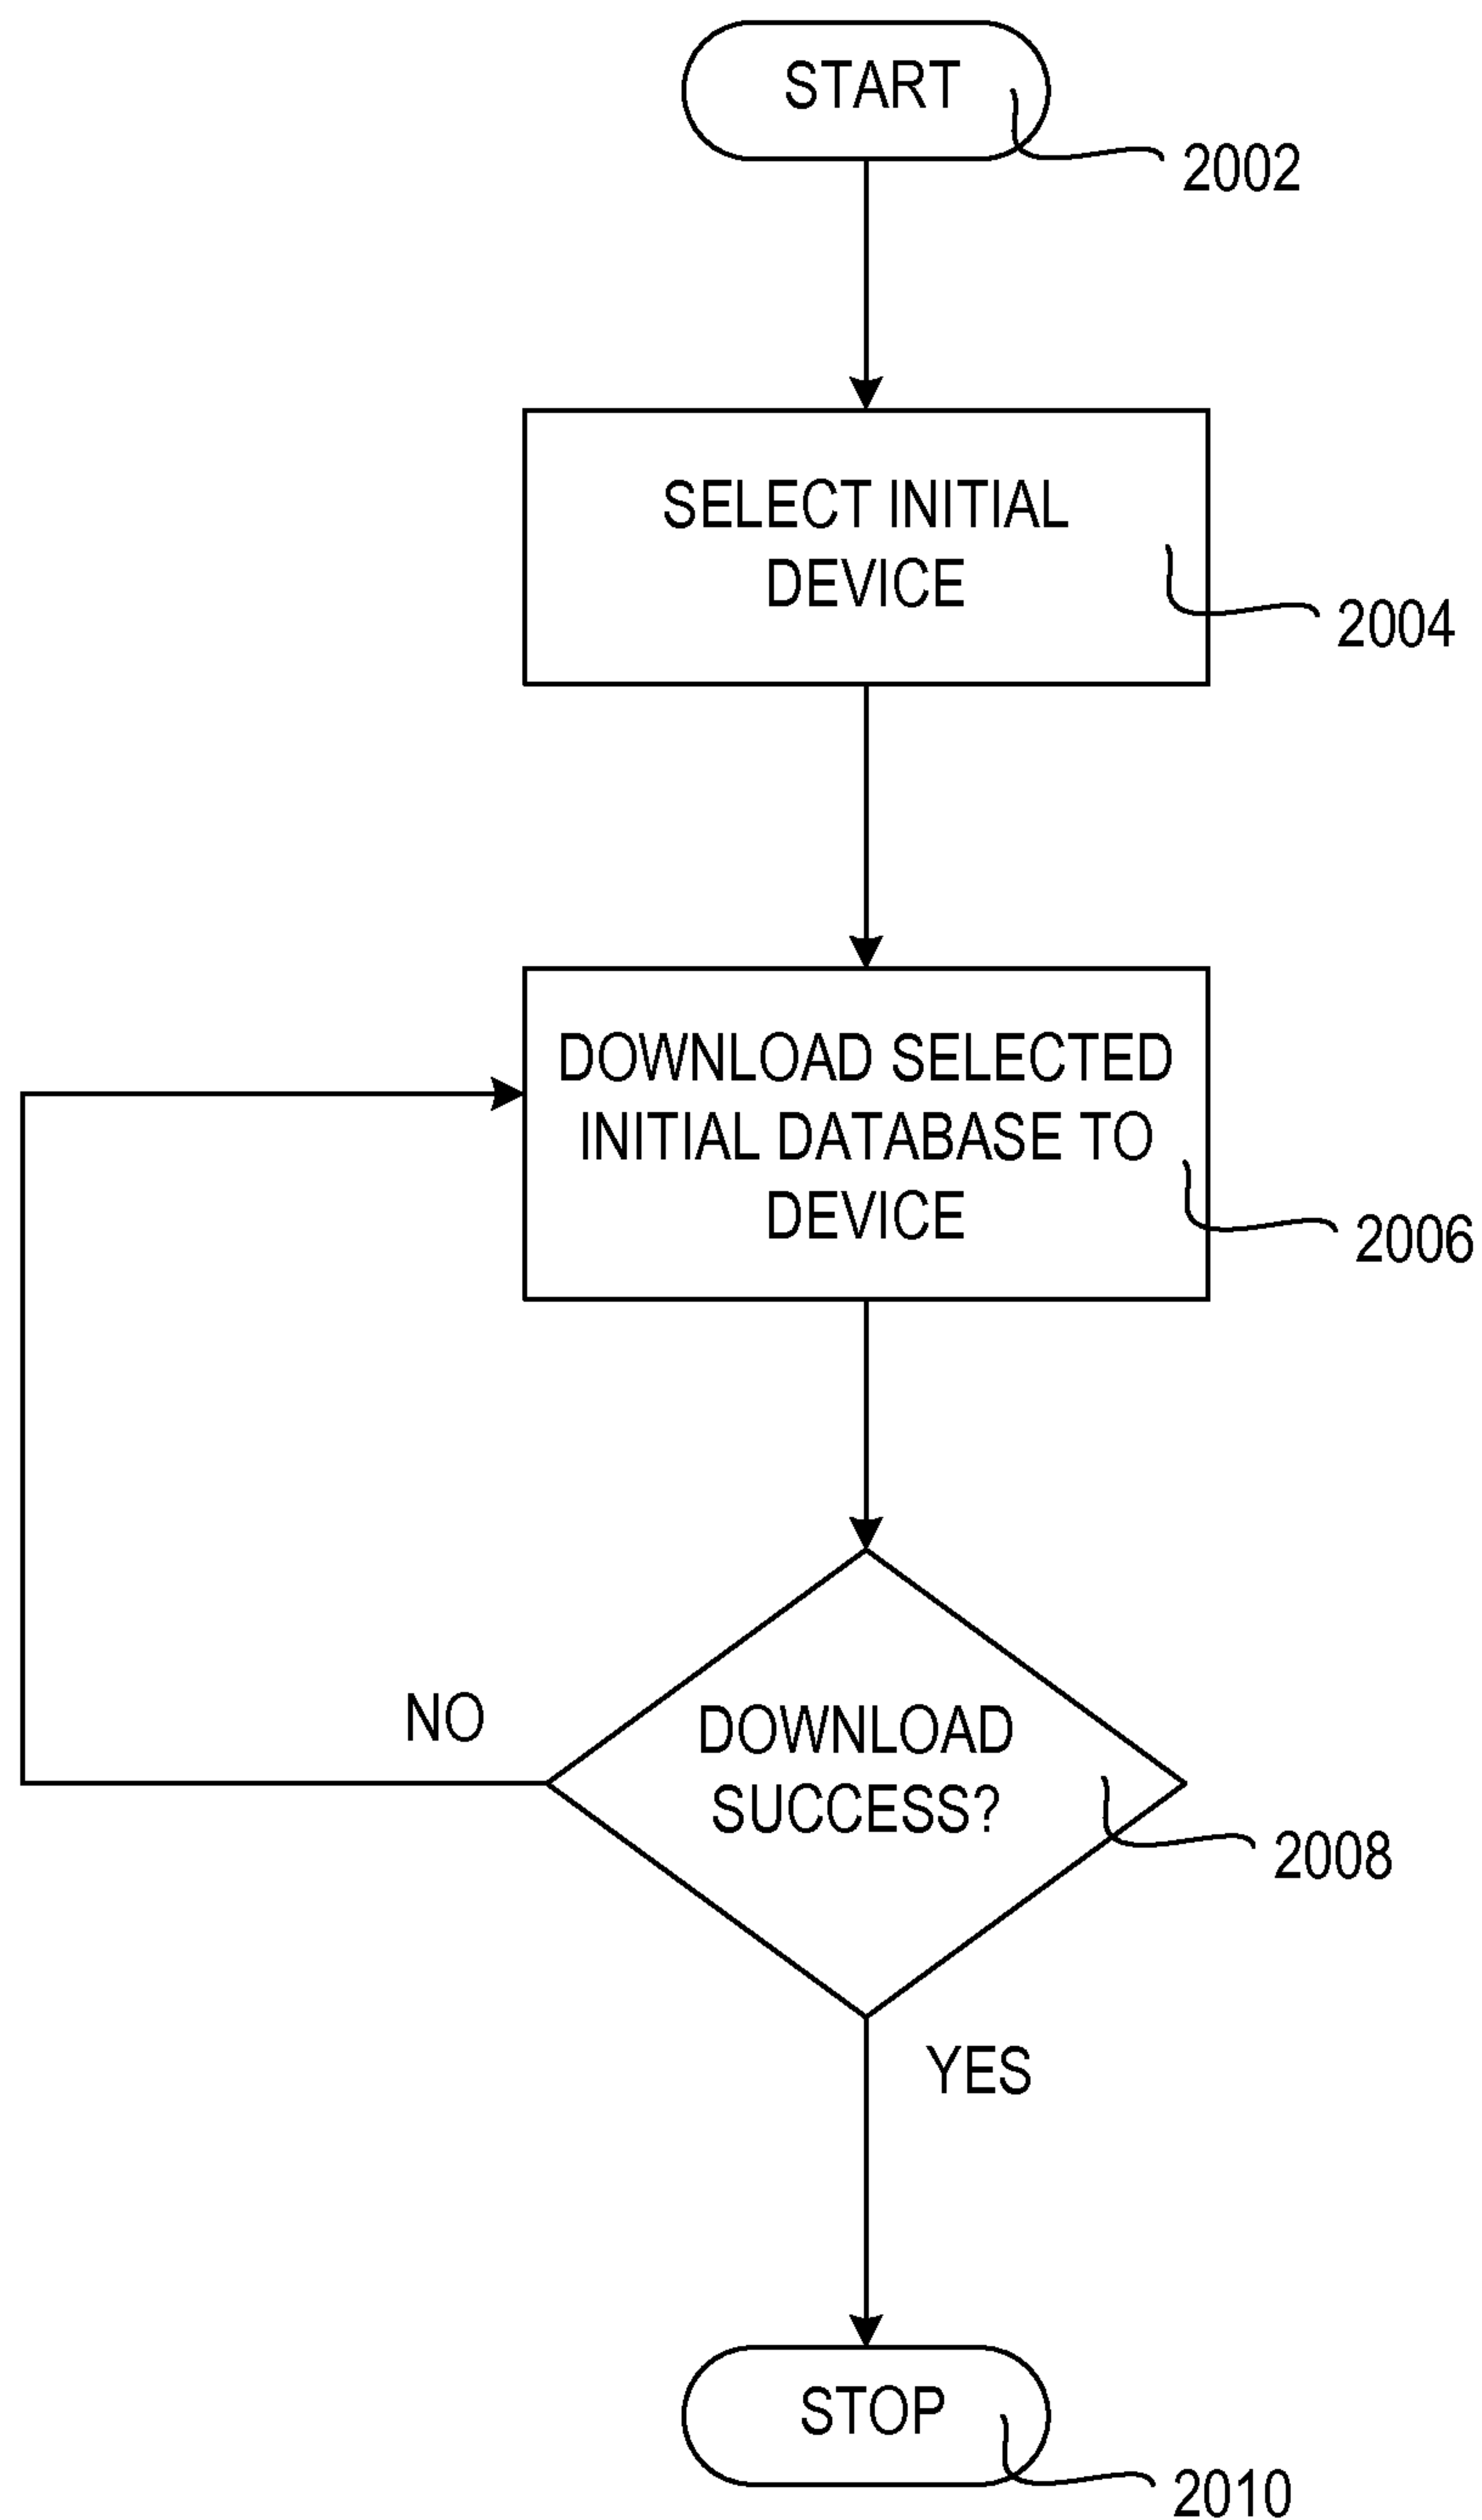 START
2002
SELECT INITIAL
DEVICE
2004
DOWNLOAD SELECTED
INITIAL DATABASE TO
DEVICE
2006
NO
DOWNLOAD
SUCCESS?
2008
YES
STOP
2010